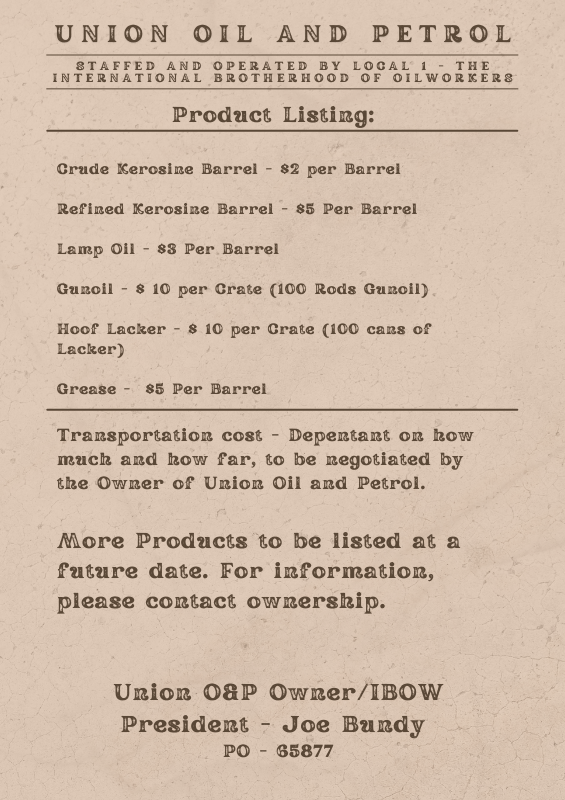 UNION OIL AND PETROL
STAFFED AND OPERATED BY LOCAL 1 - THE
INTERNATIONAL BROTHERHOOD OF OILWORKERS
Product Listing:
Crude Kerosine Barrel - $2 per Barrel
Refined Kerosine Barrel - $5 Per Barrel
Lamp Oil - $3 Per Barrel
Gunoil - $ 10 per Crate (100 Rods Gunoil)
Hoof Lacker - $ 10 per Crate (100 cans of
Lacker)
Grease - $5 Per Barrel
Transportation cost - Depentant on how
much and how far, to be negotiated by
the Owner of Union Oil and Petrol.
More Products to be listed at a
future date. For information,
please contact ownership.
Union O&P Owner/IBOW
President - Joe Bundy
PO - 65877